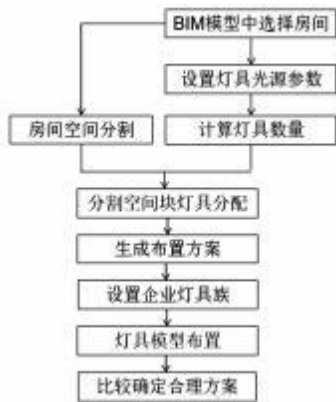 BIM模型中选择房间
设置灯具光源参数
房间空间分割
计算灯具数量
分割空间块灯具分配
生成布置方案
设置企业灯具族
灯具模型布置
比较确定合理方案